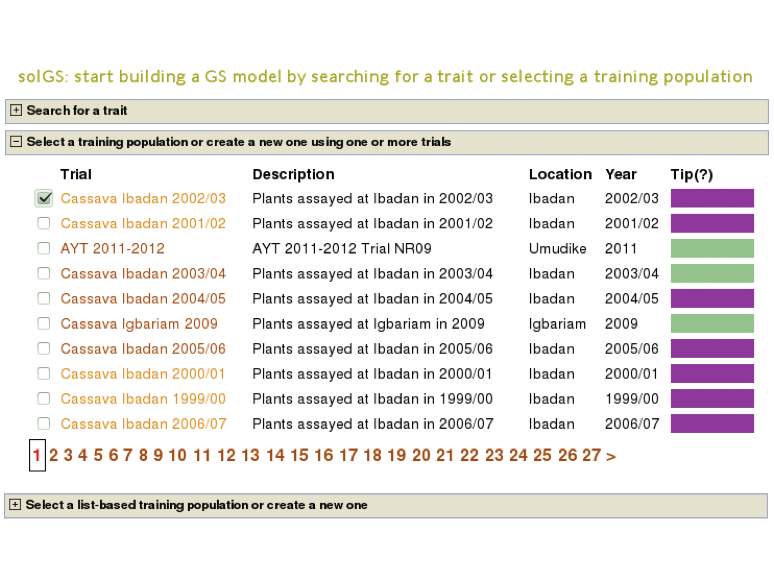 solGS: start building a GS model by searching for a trait or selecting a training population
Search for a trait
Select a training population or create a new one using one or more trials
Trial Description Location Year Tip(?)
Cassava Ibadan 2002/03 Plants assayed at Ibadan in 2002/03 Ibadan 2002/03
Cassava Ibadan 2001/02 Plants assayed at Ibadan in 2001/02 Ibadan 2001/02
AYT 2011-2012 AYT 2011-2012 Trial NR09 Umudike 2011
Cassava Ibadan 2003/04 Plants assayed at Ibadan in 2003/04 Ibadan 2003/04
Cassava Ibadan 2004/05 Plants assayed at Ibadan in 2004/05 Ibadan 2004/05
Cassava Igbariam 2009 Plants assayed at Igbariam in 2009 Igbariam 2009
Cassava Ibadan 2005/06 Plants assayed at Ibadan in 2005/06 Ibadan 2005/06
Cassava Ibadan 2000/01 Plants assayed at Ibadan in 2000/01 Ibadan 2000/01
Cassava Ibadan 1999/00 Plants assayed at Ibadan in 1999/00 Ibadan 1999/00
Cassava Ibadan 2006/07 Plants assayed at Ibadan in 2006/07 Ibadan 2006/07
1 2 3 4 5 6 7 8 9 10 11 12 13 14 15 16 17 18 19 20 21 22 23 24 25 26 27 >
Select a list-based training population or create a new one